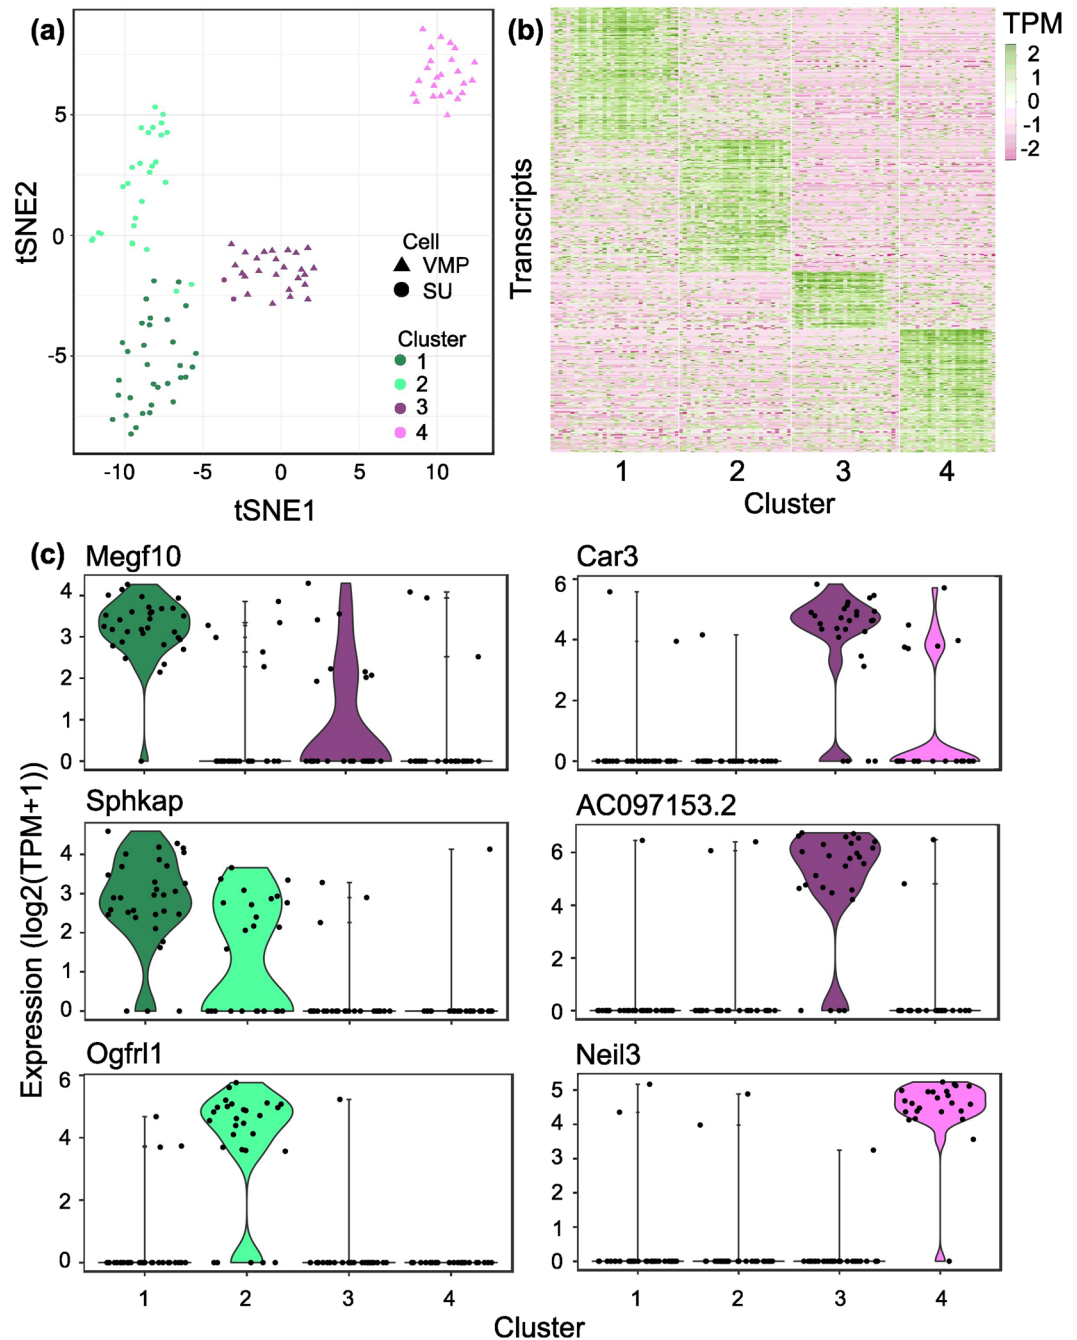 (a)
5
0
-5
tSNE2
-10 -5 0 5 10
tSNE1
Cell
VMP
SU
Cluster
1
2
3
4
(b)
Transcripts
1 2 3 4
Cluster
TPM
2
1
0
-1
-2
(c)
Expression (log2(TPM+1))
Megf10
4
3
2
1
0
Car3
6
4
2
0
Sphkap
4
3
2
1
0
AC097153.2
6
4
2
0
Ogfrl1
6
4
2
0
1 2 3 4
Neil3
5
4
3
2
1
0
1 2 3 4
Cluster